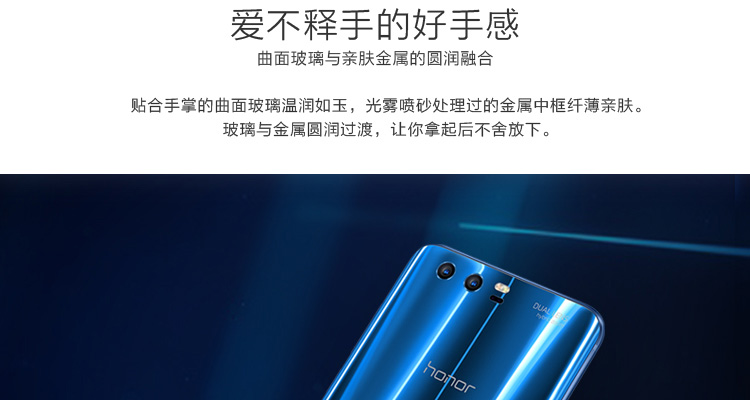 爱不释手的好手感
曲面玻璃与亲肤金属的圆润融合
贴合手掌的曲面玻璃温润如玉，光雾喷砂处理过的金属中框纤薄亲肤。
玻璃与金属圆润过渡，让你拿起后不舍放下。
honor